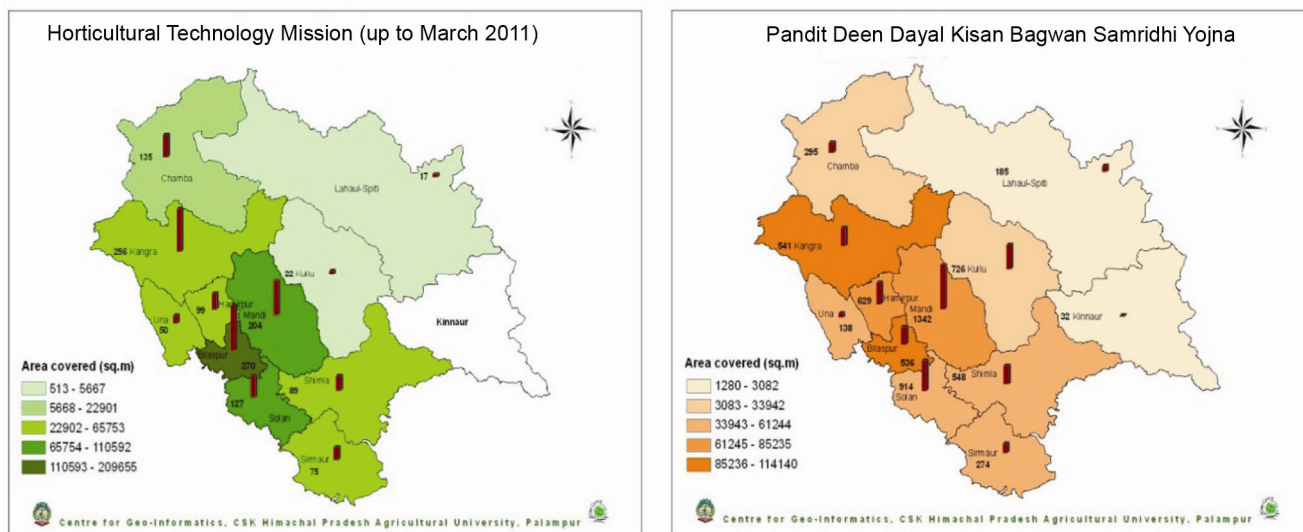 Horticultural Technology Mission (up to March 2011)
135
Chamba
17
Lahaul-Spiti
256 Kangra
22 Kullu
99
Hamirpur
Una
50
Mandi
204
Kinnaur
Bilaspur
270
Shimla
89
127
Solan
Sirmaur
75
Area covered (sq.m)
513 - 5667
5668 - 22901
22902 - 65753
65754 - 110592
110593 - 209655
Centre for Geo-Informatics, CSK Himachal Pradesh Agricultural University, Palampur
Pandit Deen Dayal Kisan Bagwan Samridhi Yojna
295
Chamba
185
Lahaul-Spiti
541 Kangra
726 Kullu
629
Hamirpur
Una
138
Mandi
1342
32 Kinnaur
Bilaspur
536
548
Shimla
914
Solan
Sirmaur
274
Area covered (sq.m)
1280 - 3082
3083 - 33942
33943 - 61244
61245 - 85235
85236 - 114140
Centre for Geo-Informatics, CSK Himachal Pradesh Agricultural University, Palampur